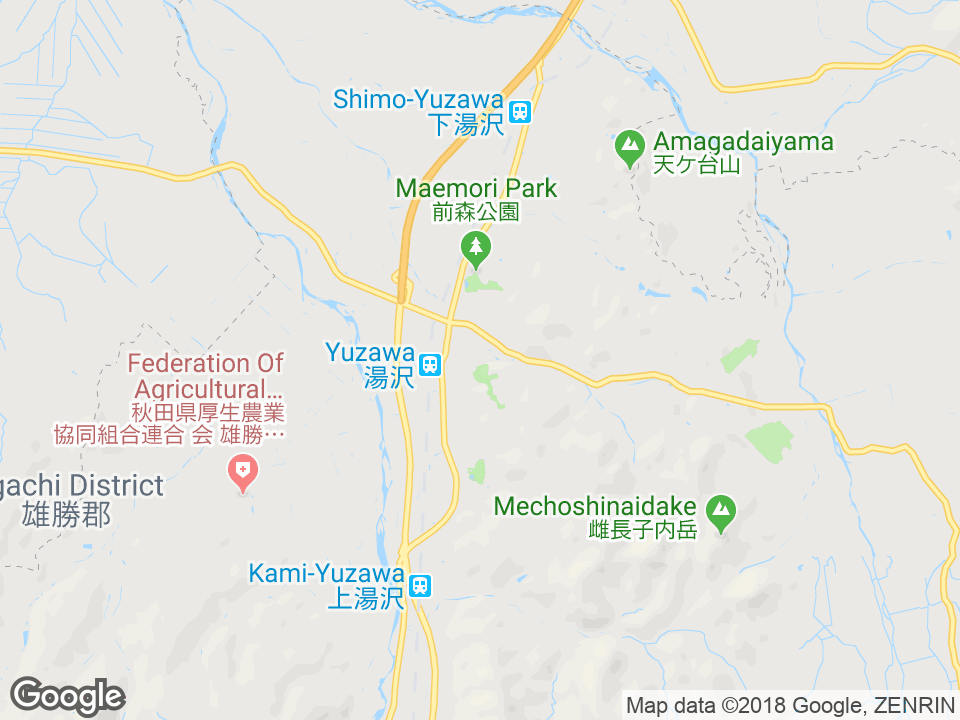 Shimo-Yuzawa
下湯沢
Amagadaiyama
天ケ台山
Maemori Park
前森公園
Yuzawa
湯沢
Federation Of
Agricultural...
秋田県厚生農業
協同組合連合 会 雄勝…
gachi District
雄勝郡
Mechoshinaidake
雌長子内岳
Kami-Yuzawa
上湯沢
Google
Map data ©2018 Google, ZENRIN